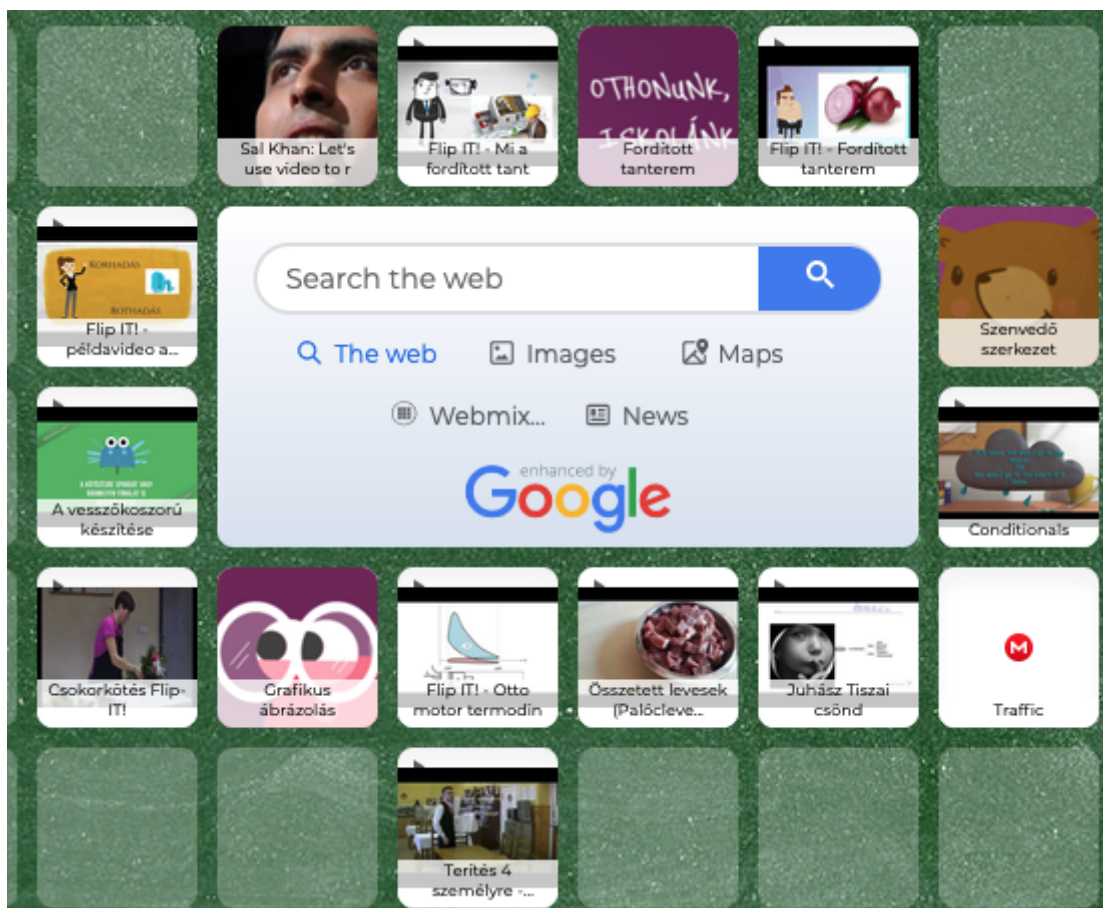 Sal Khan: Let's
use video to r
Flip IT! - Mi a
fordított tant
OTHONUNK,
ISKOLÁNK
Fordított
tanterem
Flip IT! - Fordított
tanterem
KORHADÁS
ROTHADÁS
Flip IT! -
példavideo a...
Search the web
The web
Images
Maps
Webmix...
News
enhanced by
Google
Szenvedő
szerkezet
A vesszőkoszorú
készítése
Conditionals
Csokorkötés Flip-
IT!
Grafikus
ábrázolás
Flip IT! - Otto
motor termodin
Összetett levesek
(Palócleve...
Juhász Tiszai
csönd
M
Traffic
Terítés 4
személyre -...